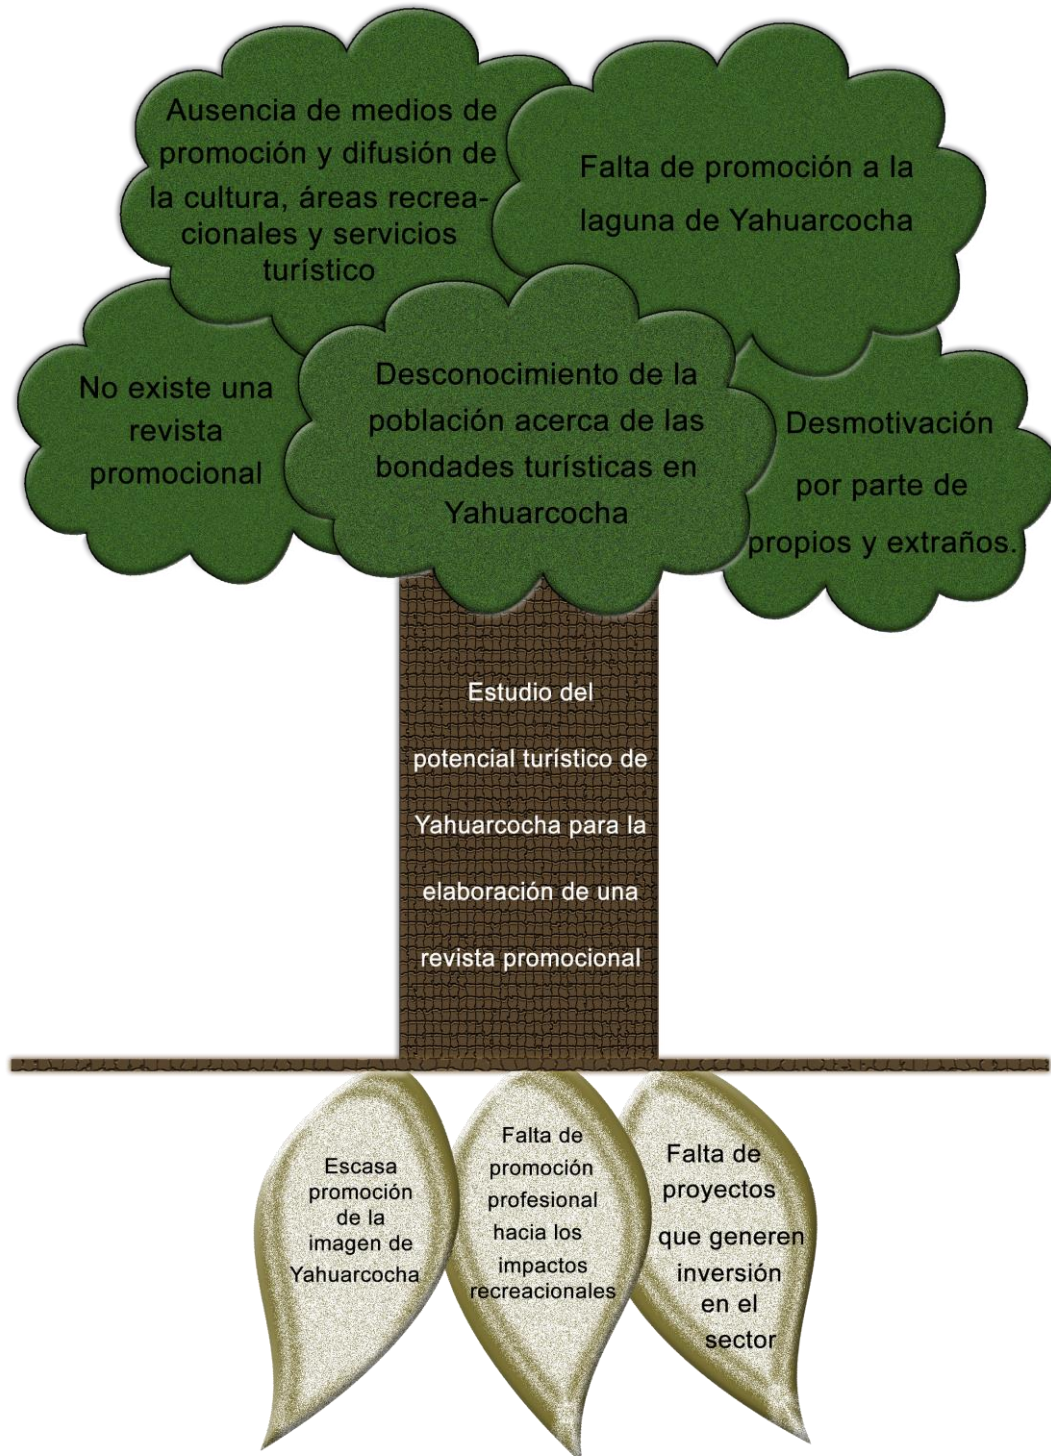 Ausencia de medios de
promoción y difusión de
la cultura, áreas recrea-
cionales y servicios
turístico
Falta de promoción a la
laguna de Yahuarcocha
No existe una
revista
promocional
Desconocimiento de la
población acerca de las
bondades turísticas en
Yahuarcocha
Desmotivación
por parte de
propios y extraños.
Estudio del
potencial turístico de
Yahuarcocha para la
elaboración de una
revista promocional
Escasa
promoción
de la
imagen de
Yahuarcocha
Falta de
promoción
profesional
hacia los
impactos
recreacionales
Falta de
proyectos
que generen
inversión
en el
sector